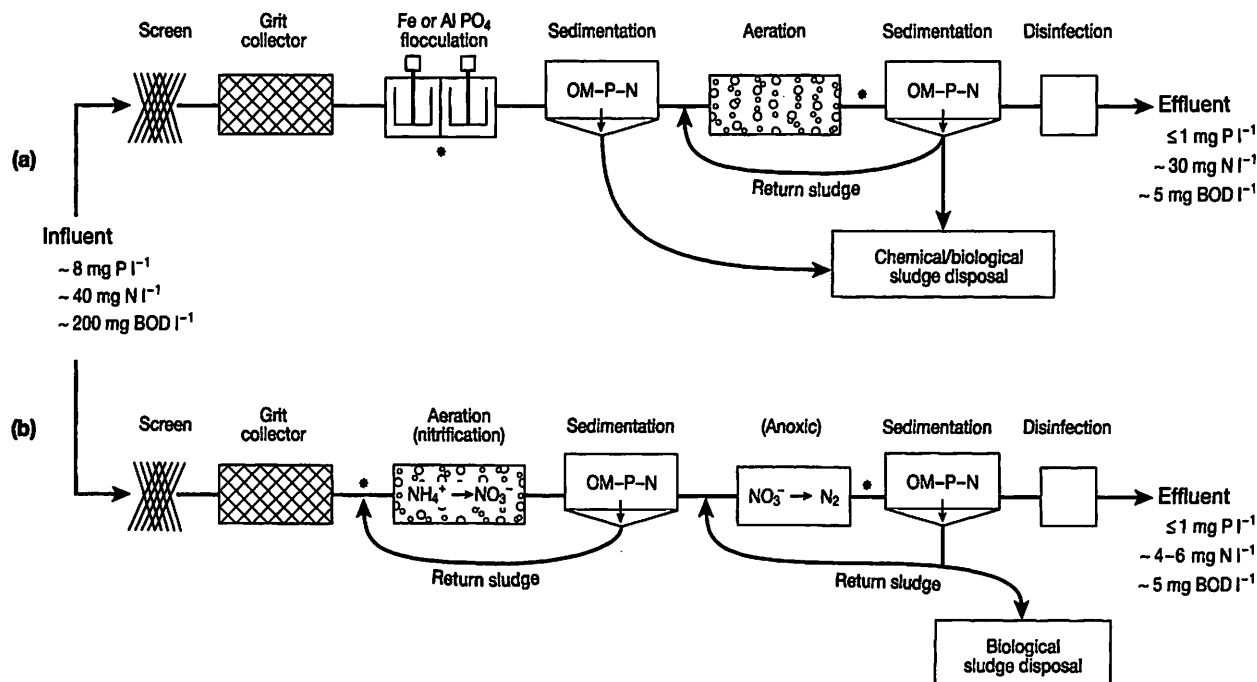 (a)
Screen
Grit
collector
Fe or Al PO₄
flocculation
Sedimentation
Aeration
Sedimentation
Disinfection
OM–P–N
OM–P–N
*
*
Return sludge
Effluent
≤1 mg P l⁻¹
~30 mg N l⁻¹
~5 mg BOD l⁻¹
Chemical/biological
sludge disposal
Influent
~8 mg P l⁻¹
~40 mg N l⁻¹
~200 mg BOD l⁻¹
(b)
Screen
Grit
collector
Aeration
(nitrification)
Sedimentation
(Anoxic)
Sedimentation
Disinfection
*
NH₄⁺ → NO₃⁻
OM–P–N
NO₃⁻ → N₂
*
OM–P–N
Return sludge
Return sludge
Effluent
≤1 mg P l⁻¹
~4–6 mg N l⁻¹
~5 mg BOD l⁻¹
Biological
sludge disposal